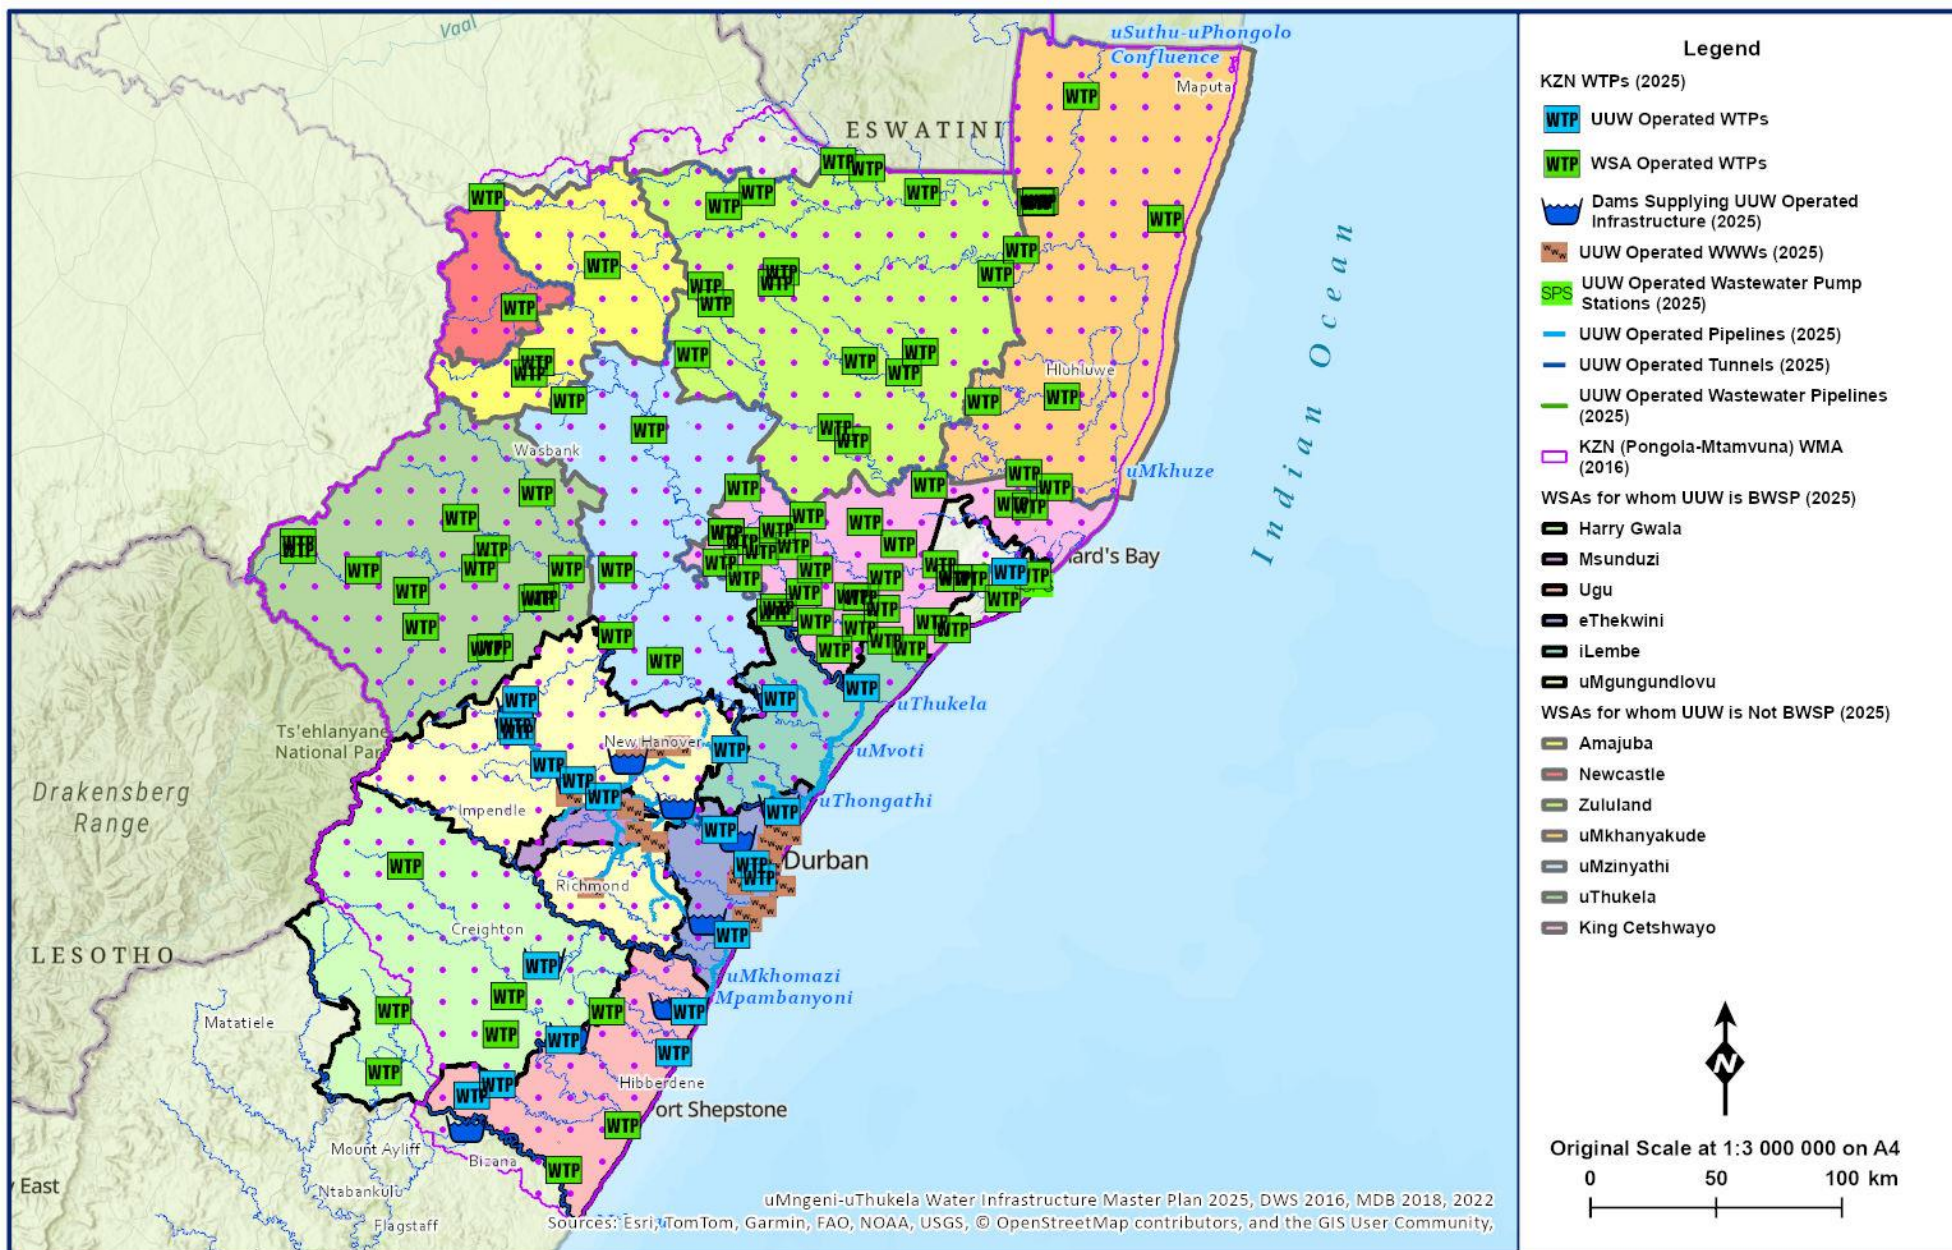 Vaal
uSuthu-uPhongolo
Confluence
Maputa
ESWATINI
Indian Ocean
Hluhluwe
Wasbank
uMkhuze
ard's Bay
uThukela
Ts'ehlanyane
National Par
New Hanover
uMvoti
uThongathi
Drakensberg
Range
Impendle
Durban
Richmond
Creighton
LESOTHO
uMkhomazi
Mpambanyoni
Matatiele
Hibberdene
ort Shepstone
Mount Ayliff
Bizana
East
Ntabankulu
Flagstaff
uMngeni-uThukela Water Infrastructure Master Plan 2025, DWS 2016, MDB 2018, 2022
Sources: Esri, TomTom, Garmin, FAO, NOAA, USGS, © OpenStreetMap contributors, and the GIS User Community,
Legend
KZN WTPs (2025)
WTP UUW Operated WTPs
WTP WSA Operated WTPs
Dams Supplying UUW Operated
Infrastructure (2025)
UUW Operated WWWs (2025)
SPS UUW Operated Wastewater Pump
Stations (2025)
UUW Operated Pipelines (2025)
UUW Operated Tunnels (2025)
UUW Operated Wastewater Pipelines
(2025)
KZN (Pongola-Mtamvuna) WMA
(2016)
WSAs for whom UUW is BWSP (2025)
Harry Gwala
Msunduzi
Ugu
eThekwini
iLembe
uMgungundlovu
WSAs for whom UUW is Not BWSP (2025)
Amajuba
Newcastle
Zululand
uMkhanyakude
uMzinyathi
uThukela
King Cetshwayo
N
Original Scale at 1:3 000 000 on A4
0 50 100 km